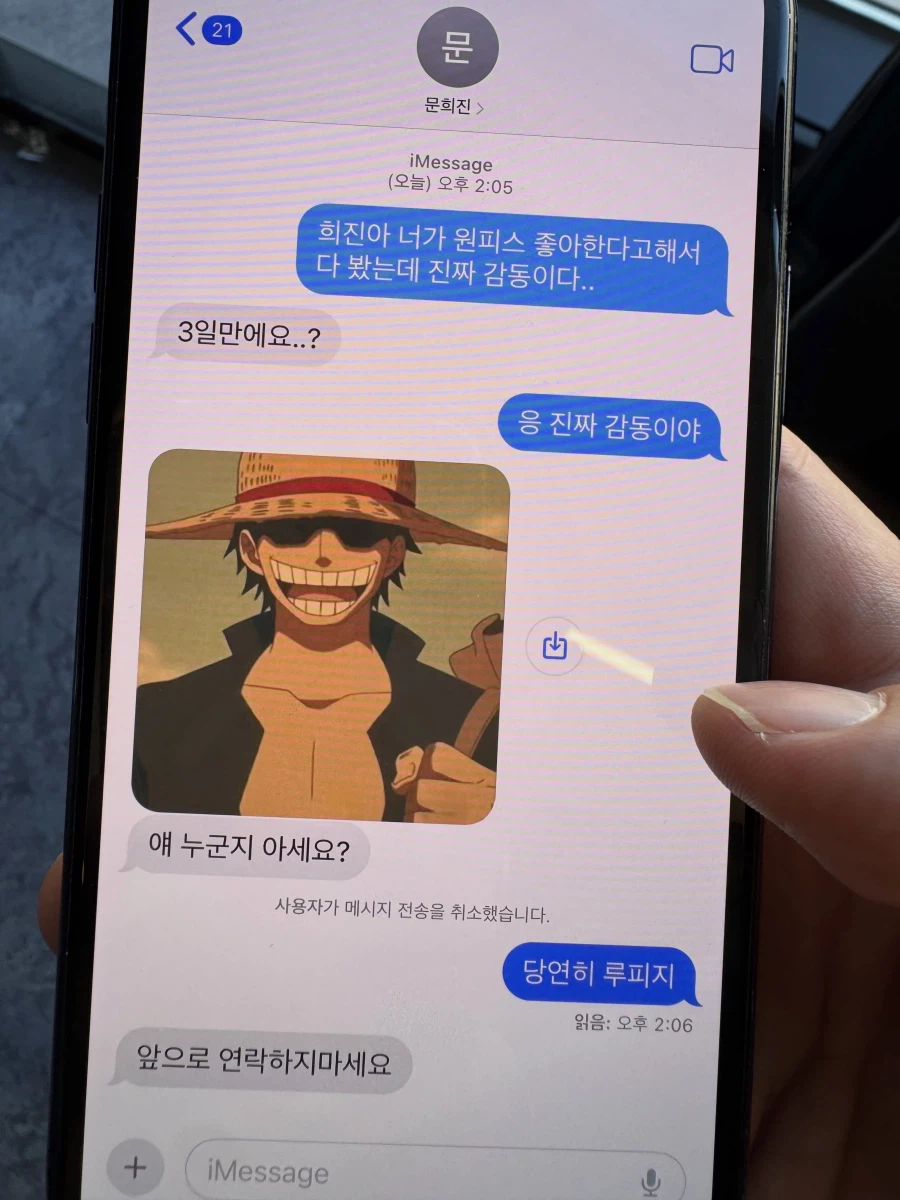 21
문
문희진
iMessage
(오늘) 오후 2:05
희진아 너가 원피스 좋아한다고해서
다 봤는데 진짜 감동이다..
3일만에요..?
응 진짜 감동이야
얘 누군지 아세요?
사용자가 메시지 전송을 취소했습니다.
당연히 루피지
읽음: 오후 2:06
앞으로 연락하지마세요
iMessage